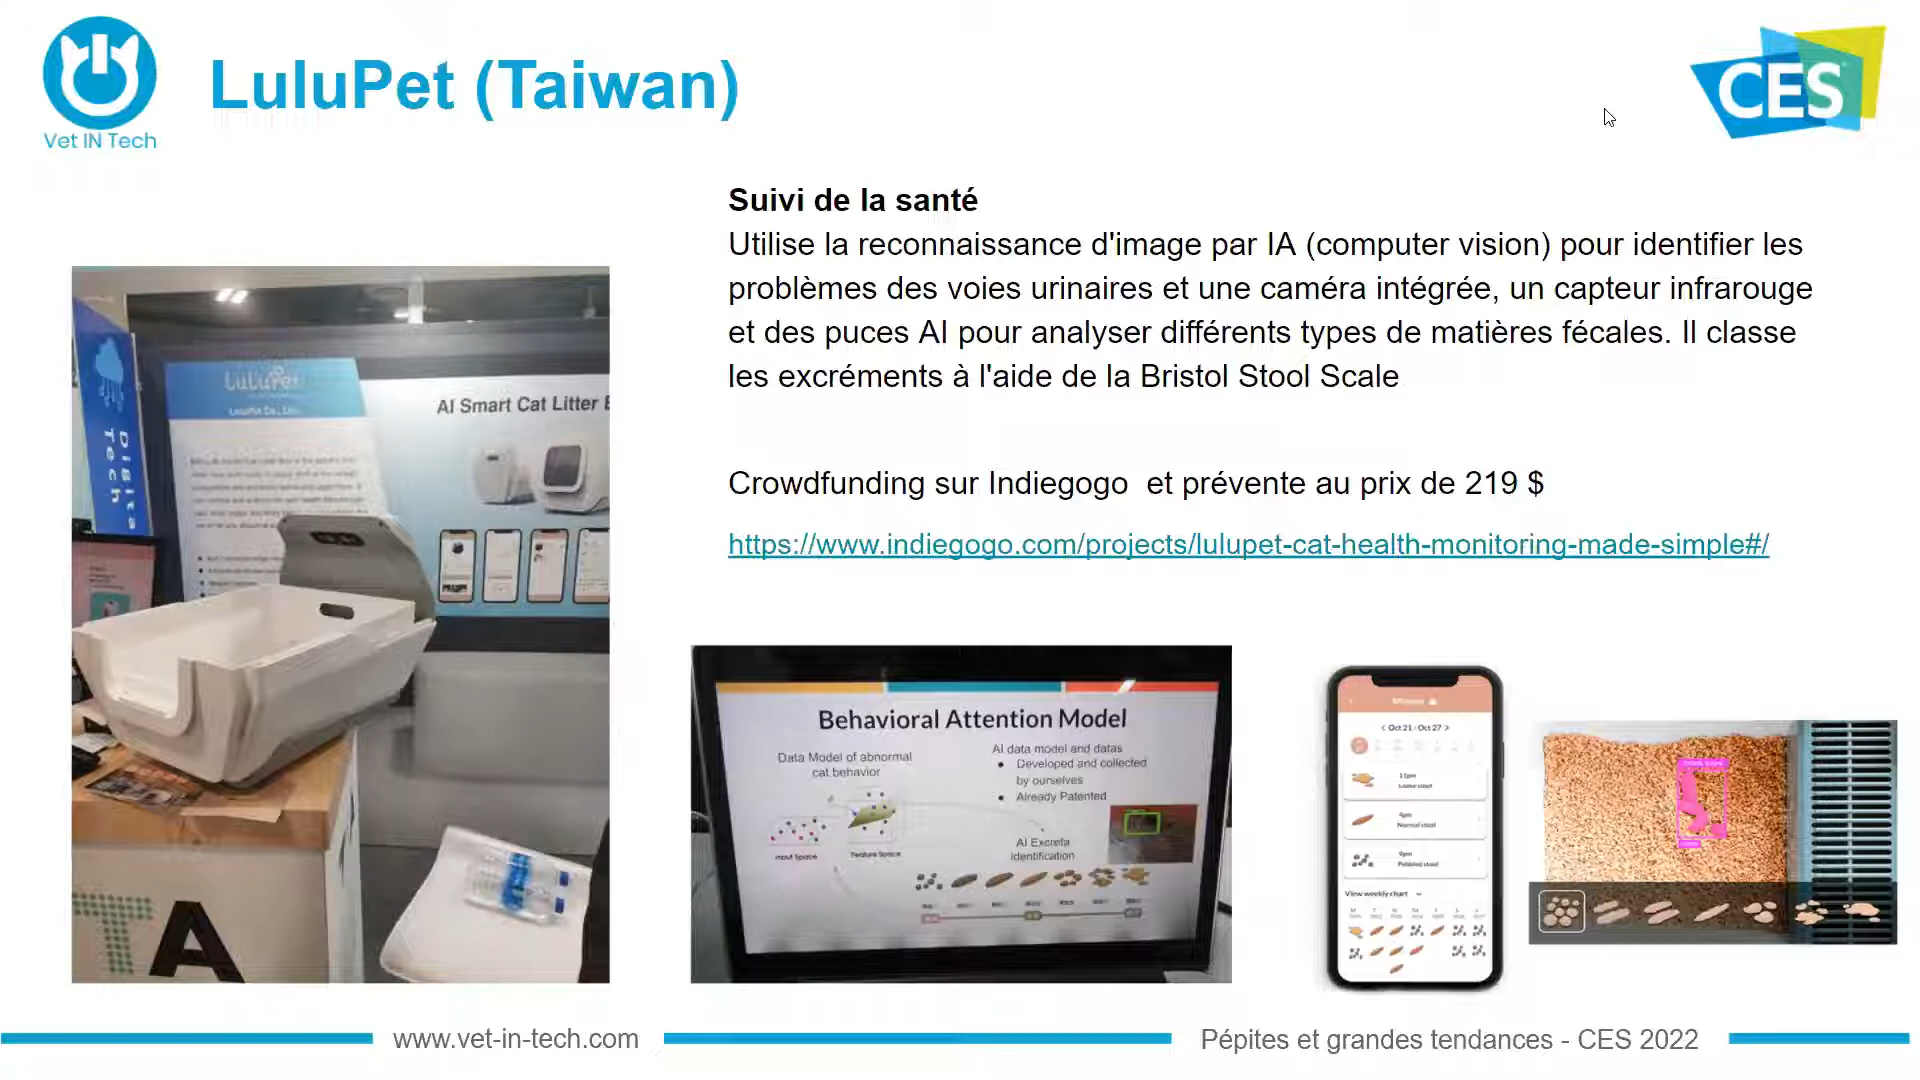 LuluPet (Taiwan)
Vet IN Tech
CES
Suivi de la santé
Utilise la reconnaissance d'image par IA (computer vision) pour identifier les
problèmes des voies urinaires et une caméra intégrée, un capteur infrarouge
et des puces AI pour analyser différents types de matières fécales. Il classe
les excréments à l'aide de la Bristol Stool Scale
Crowdfunding sur Indiegogo et prévente au prix de 219 $
https://www.indiegogo.com/projects/lulupet-cat-health-monitoring-made-simple#/
LuLuPet
AI Smart Cat Litter
Digital
Tech
TA
Behavioral Attention Model
Data Model of abnormal
cat behavior
AI data model and datas
Developed and collected
by ourselves
Already Patented
Input Space
Feature Space
AI Excreta
Identification
< Oct 21 - Oct 27 >
11pm
Loose stool
4pm
Normal stool
9pm
Pebbled stool
View weekly chart
www.vet-in-tech.com
Pépites et grandes tendances - CES 2022